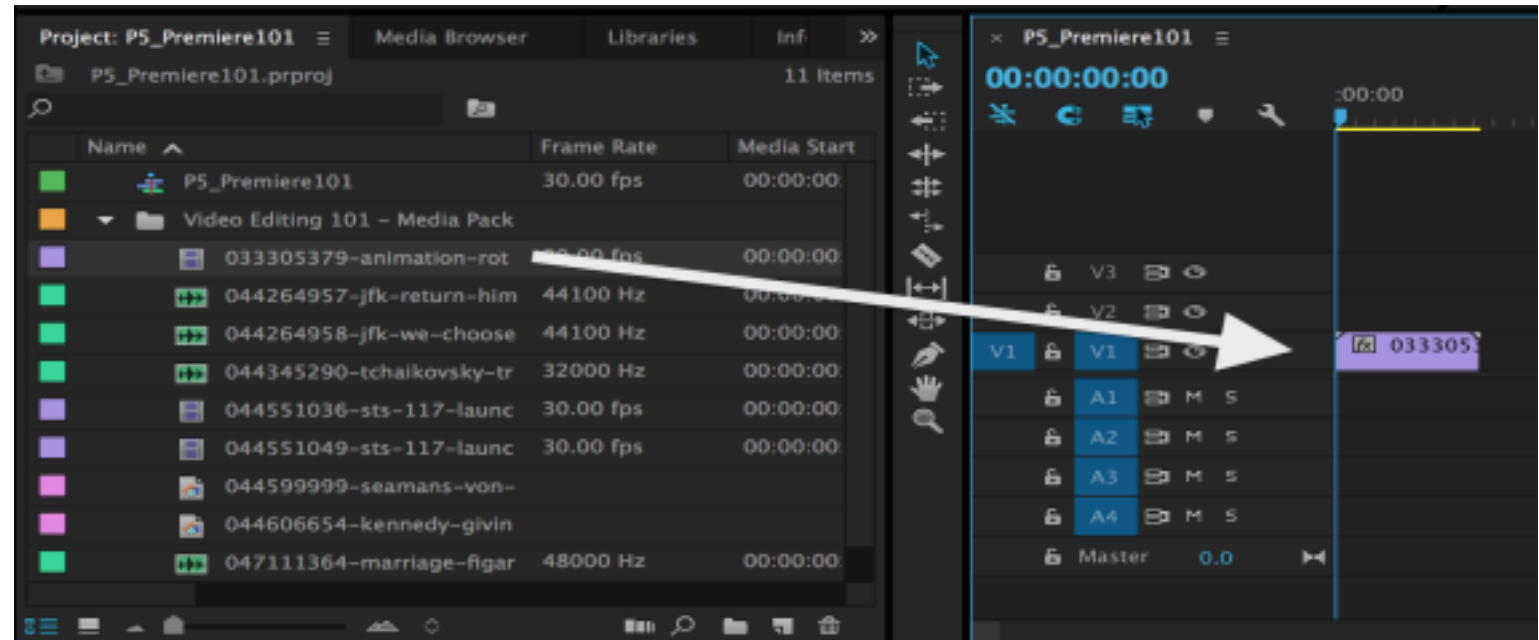 Project: P5_Premiere101 Media Browser Libraries Inf
P5_Premiere101.prproj 11 Items
Name Frame Rate Media Start
P5_Premiere101 30.00 fps 00:00:00:
Video Editing 101 – Media Pack
033305379-animation-rot 00:00:00
044264957-jfk-return-him 44100 Hz 00:00:00:
044264958-jfk-we-choose 44100 Hz 00:00:00:
044345290-tchaikovsky-tr 32000 Hz 00:00:00:
044551036-sts-117-launc 30.00 fps 00:00:00:
044551049-sts-117-launc 30.00 fps 00:00:00:
044599999-seamans-von-
044606654-kennedy-givin
047111364-marriage-figar 48000 Hz 00:00:00:
P5_Premiere101
00:00:00:00
:00:00
V3
V2
V1 V1 fx 033305
A1 M S
A2 M S
A3 M S
A4 M S
Master 0.0